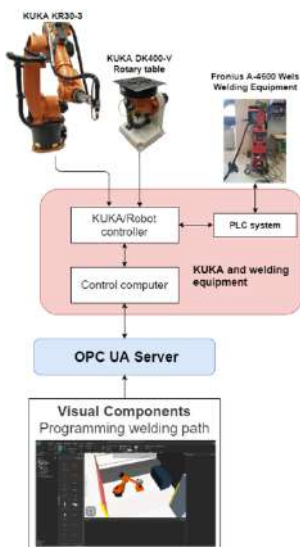 KUKA KR30-3
KUKA DK400-V
Rotary table
Fronius A-4600 Wels
Welding Equipment
KUKA/Robot
controller
PLC system
KUKA and welding
equipment
Control computer
OPC UA Server
Visual Components
Programming welding path